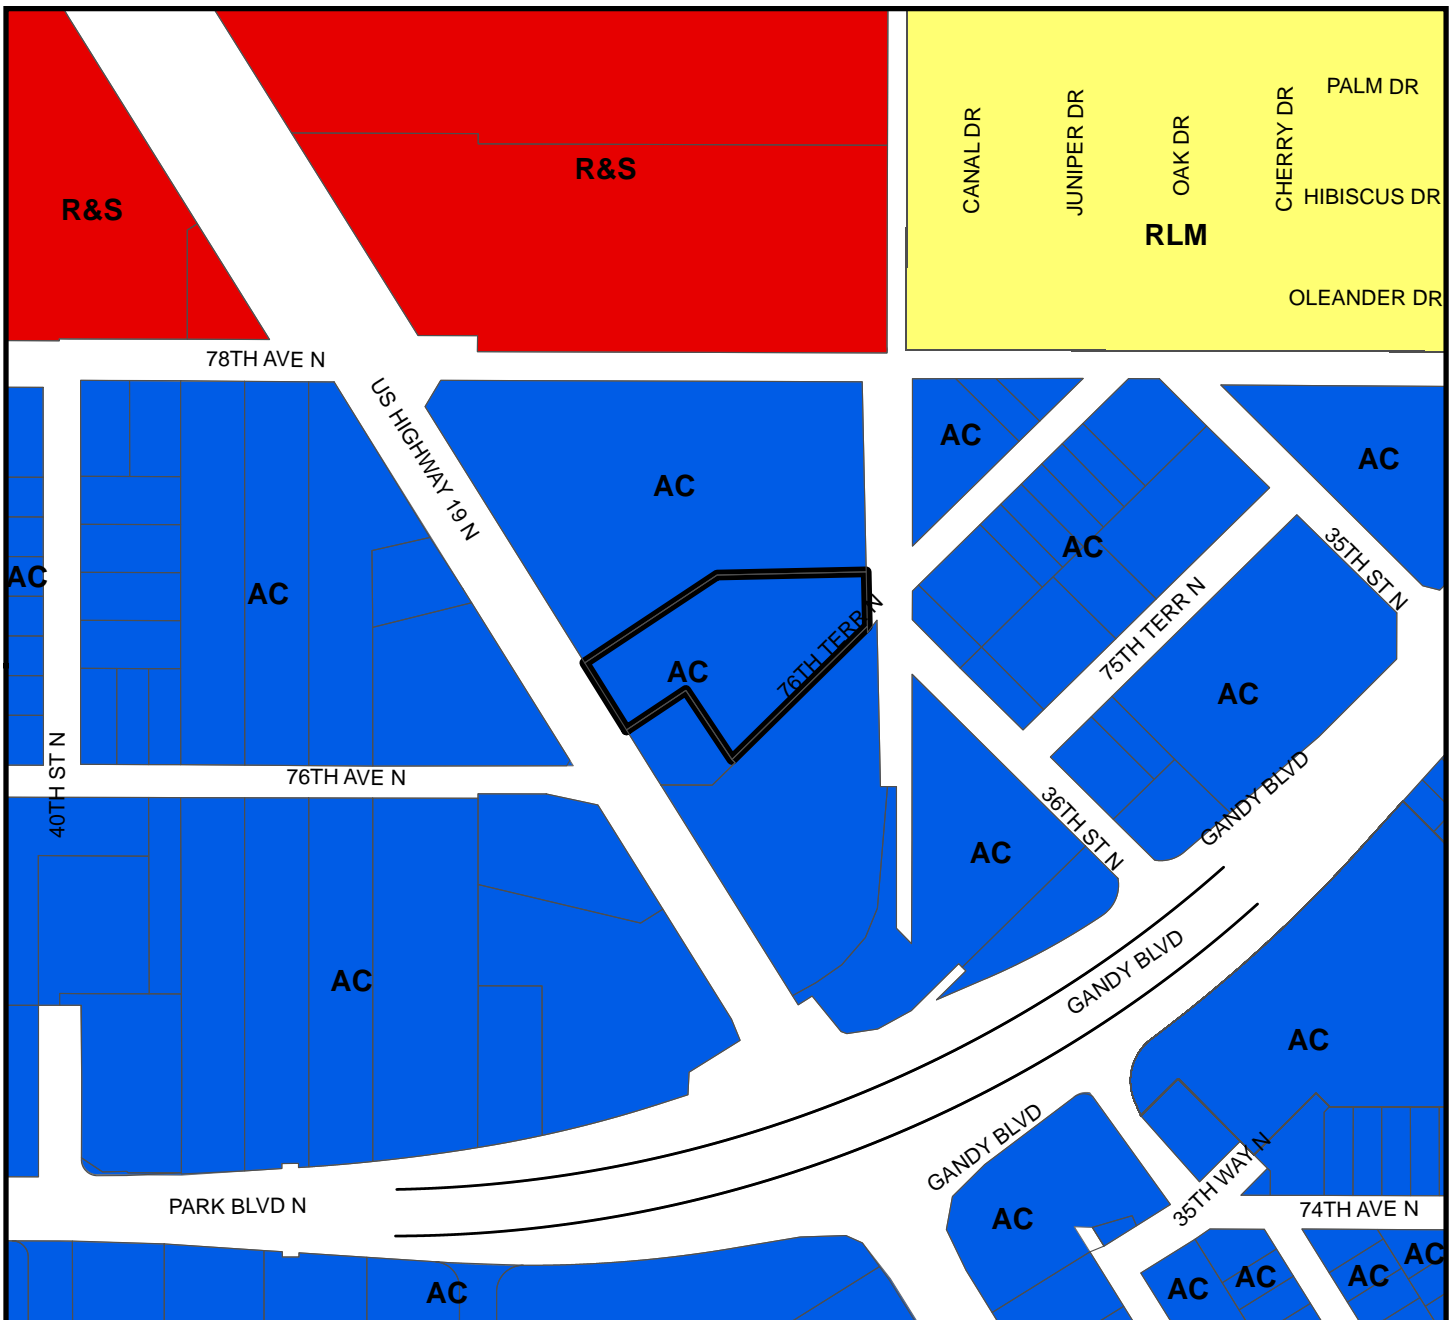 PALM DR
CANAL DR
JUNIPER DR
OAK DR
CHERRY DR
R&S
R&S
HIBISCUS DR
RLM
OLEANDER DR
78TH AVE N
US HIGHWAY 19 N
AC
AC
AC
AC
AC
AC
35TH ST N
76TH TERR N
75TH TERR N
AC
AC
40TH ST N
76TH AVE N
GANDY BLVD
36TH ST N
AC
AC
GANDY BLVD
AC
GANDY BLVD
35TH WAY N
PARK BLVD N
74TH AVE N
AC
AC
AC
AC
AC
AC